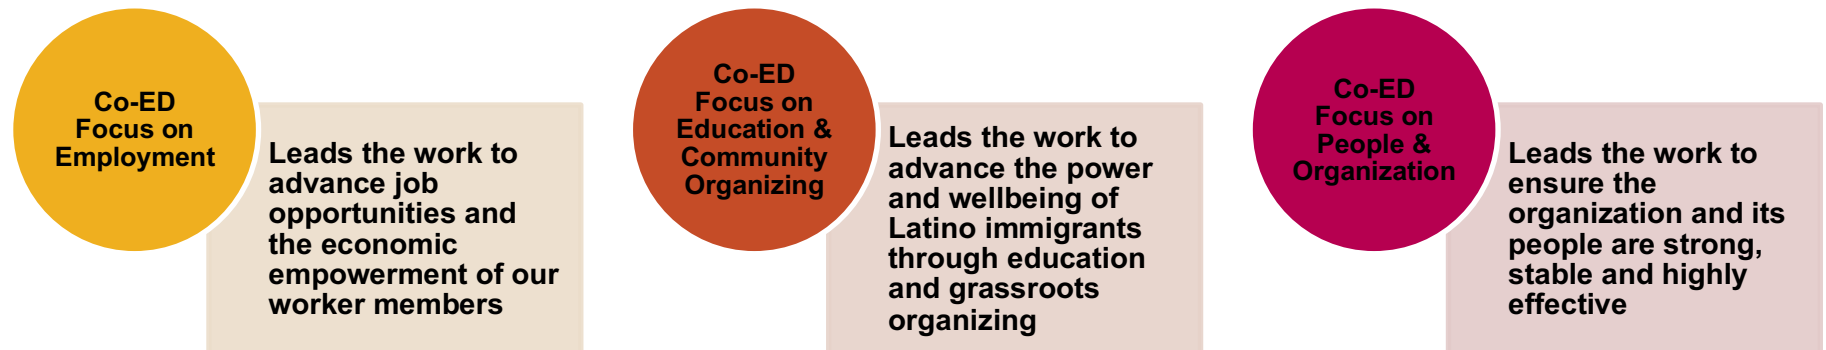 Co-ED
Focus on
Employment
Leads the work to
advance job
opportunities and
the economic
empowerment of our
worker members
Co-ED
Focus on
Education &
Community
Organizing
Leads the work to
advance the power
and wellbeing of
Latino immigrants
through education
and grassroots
organizing
Co-ED
Focus on
People &
Organization
Leads the work to
ensure the
organization and its
people are strong,
stable and highly
effective